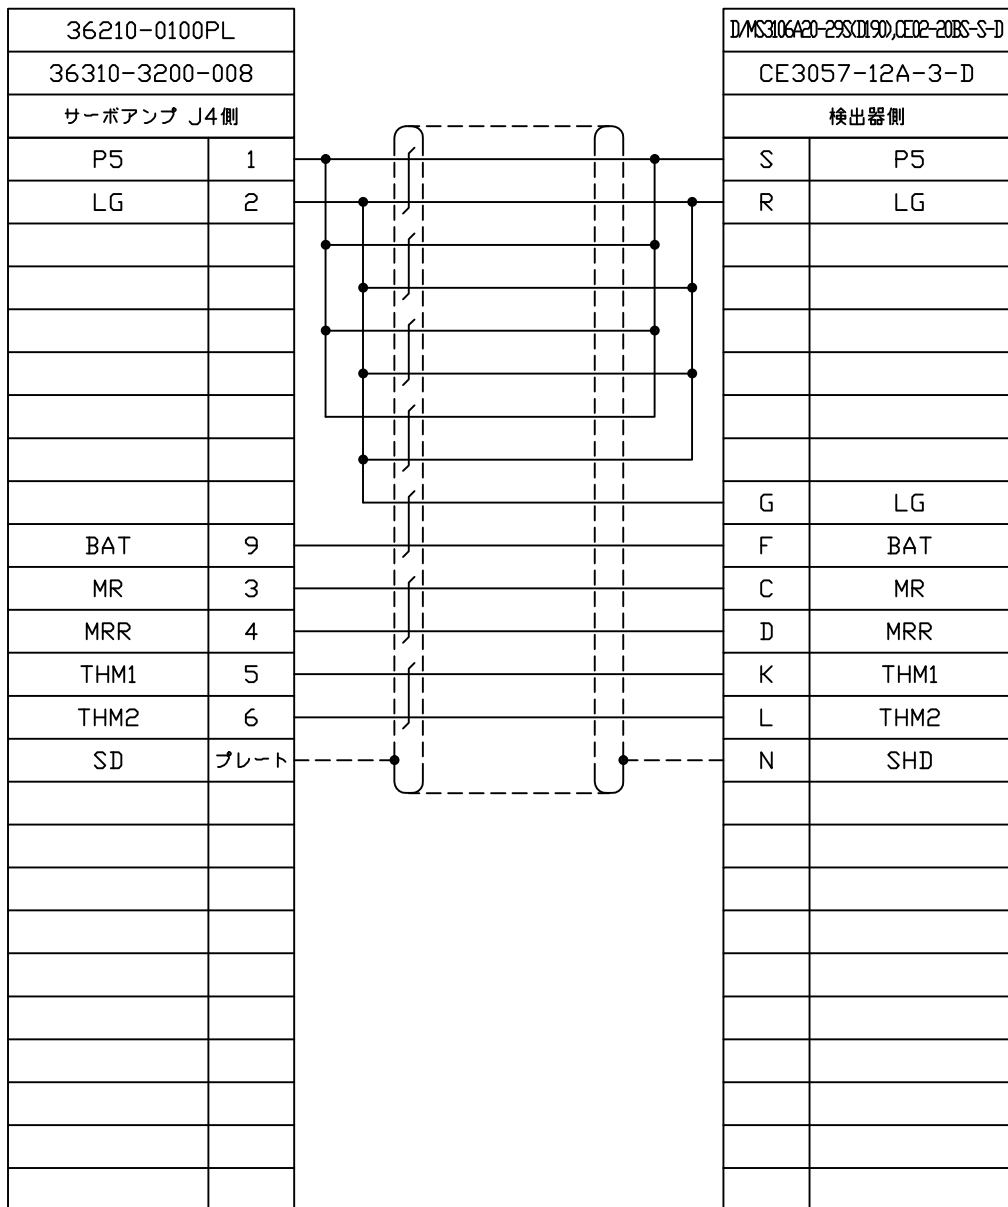 36210-0100PL
D/MS3106A20-29S(D190),CE02-20BS-S-D
36310-3200-008
CE3057-12A-3-D
サーボアンプ J4側
検出器側
P5 1 S P5
LG 2 R LG
G LG
BAT 9 F BAT
MR 3 C MR
MRR 4 D MRR
THM1 5 K THM1
THM2 6 L THM2
SD プレート N SHD